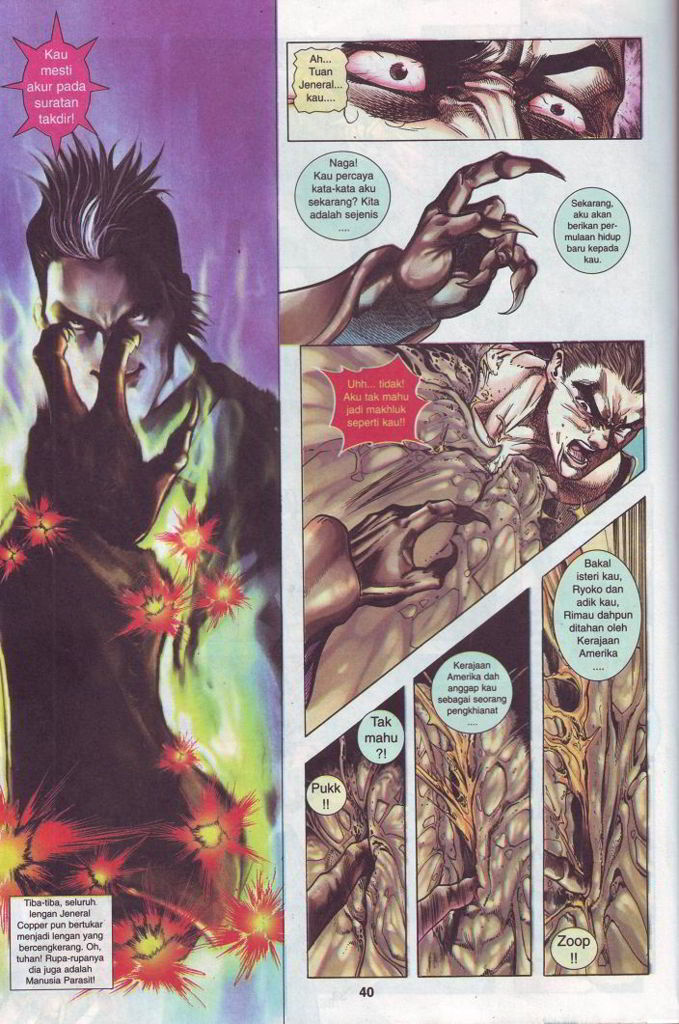 Kau
mesti
akur pada
suratan
takdir!
Tiba-tiba, seluruh
lengan Jeneral
Copper pun bertukar
menjadi lengan yang
bercengkerang. Oh,
tuhan! Rupa-rupanya
dia juga adalah
Manusia Parasit!
Ah...
Tuan
Jeneral...
kau....
Naga!
Kau percaya
kata-kata aku
sekarang? Kita
adalah sejenis
....
Sekarang,
aku akan
berikan per-
mulaan hidup
baru kepada
kau.
Uhh... tidak!
Aku tak mahu
jadi makhluk
seperti kau!!
Tak
mahu
?!
Pukk
!!
Kerajaan
Amerika dah
anggap kau
sebagai seorang
pengkhianat
....
Bakal
isteri kau,
Ryoko dan
adik kau,
Rimau dahpun
ditahan oleh
Kerajaan
Amerika
....
Zoop
!!
40